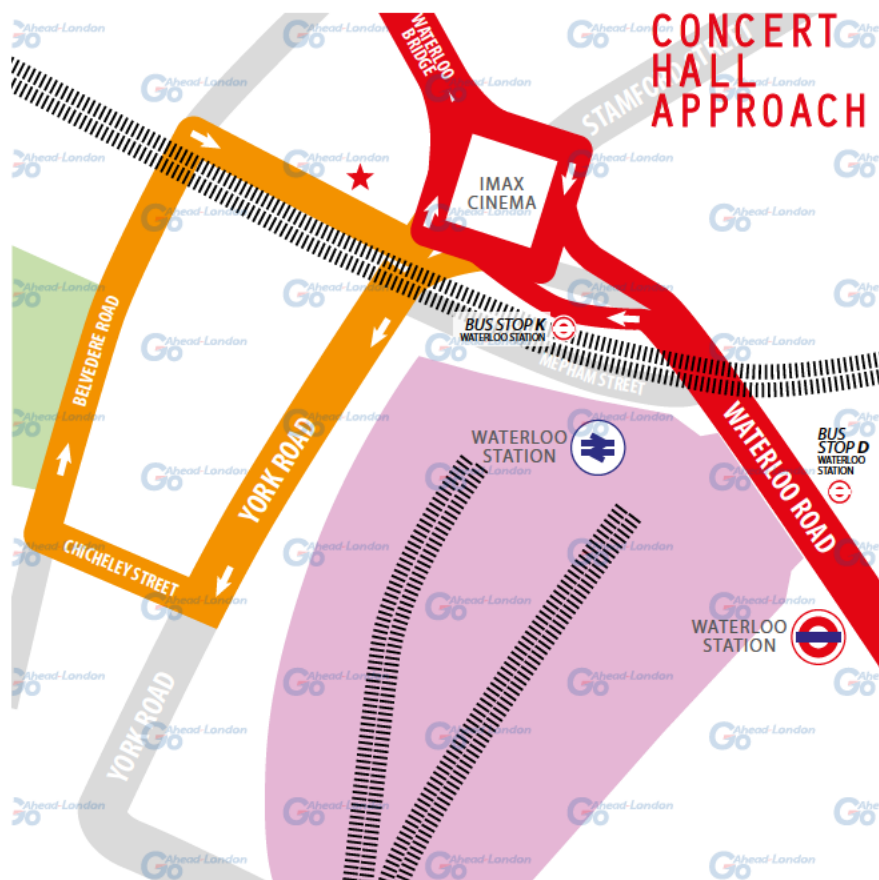 CONCERT
HALL
APPROACH
WATERLOO
BRIDGE
STAMFORD STREET
IMAX
CINEMA
BELVEDERE ROAD
BUS STOP K
WATERLOO STATION
MEPHAM STREET
YORK ROAD
WATERLOO
STATION
WATERLOO ROAD
BUS
STOP D
WATERLOO
STATION
CHICHELEY STREET
WATERLOO
STATION
YORK ROAD
Go Ahead-London